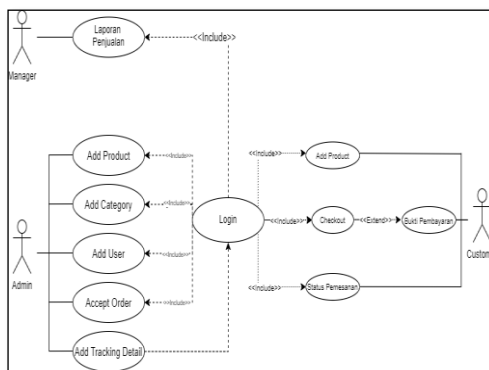 Laporan
Penjualan
<<Include>>
Manager
Add Product
<<Include>>
<<Include>>
Add Product
Add Category
<<Include>>
Login
<<Include>>
Checkout
<<Extend>>
Bukti Pembayaran
Add User
<<Include>>
Admin
Custom
Accept Order
<<Include>>
<<Include>>
Status Pemesanan
Add Tracking Detail